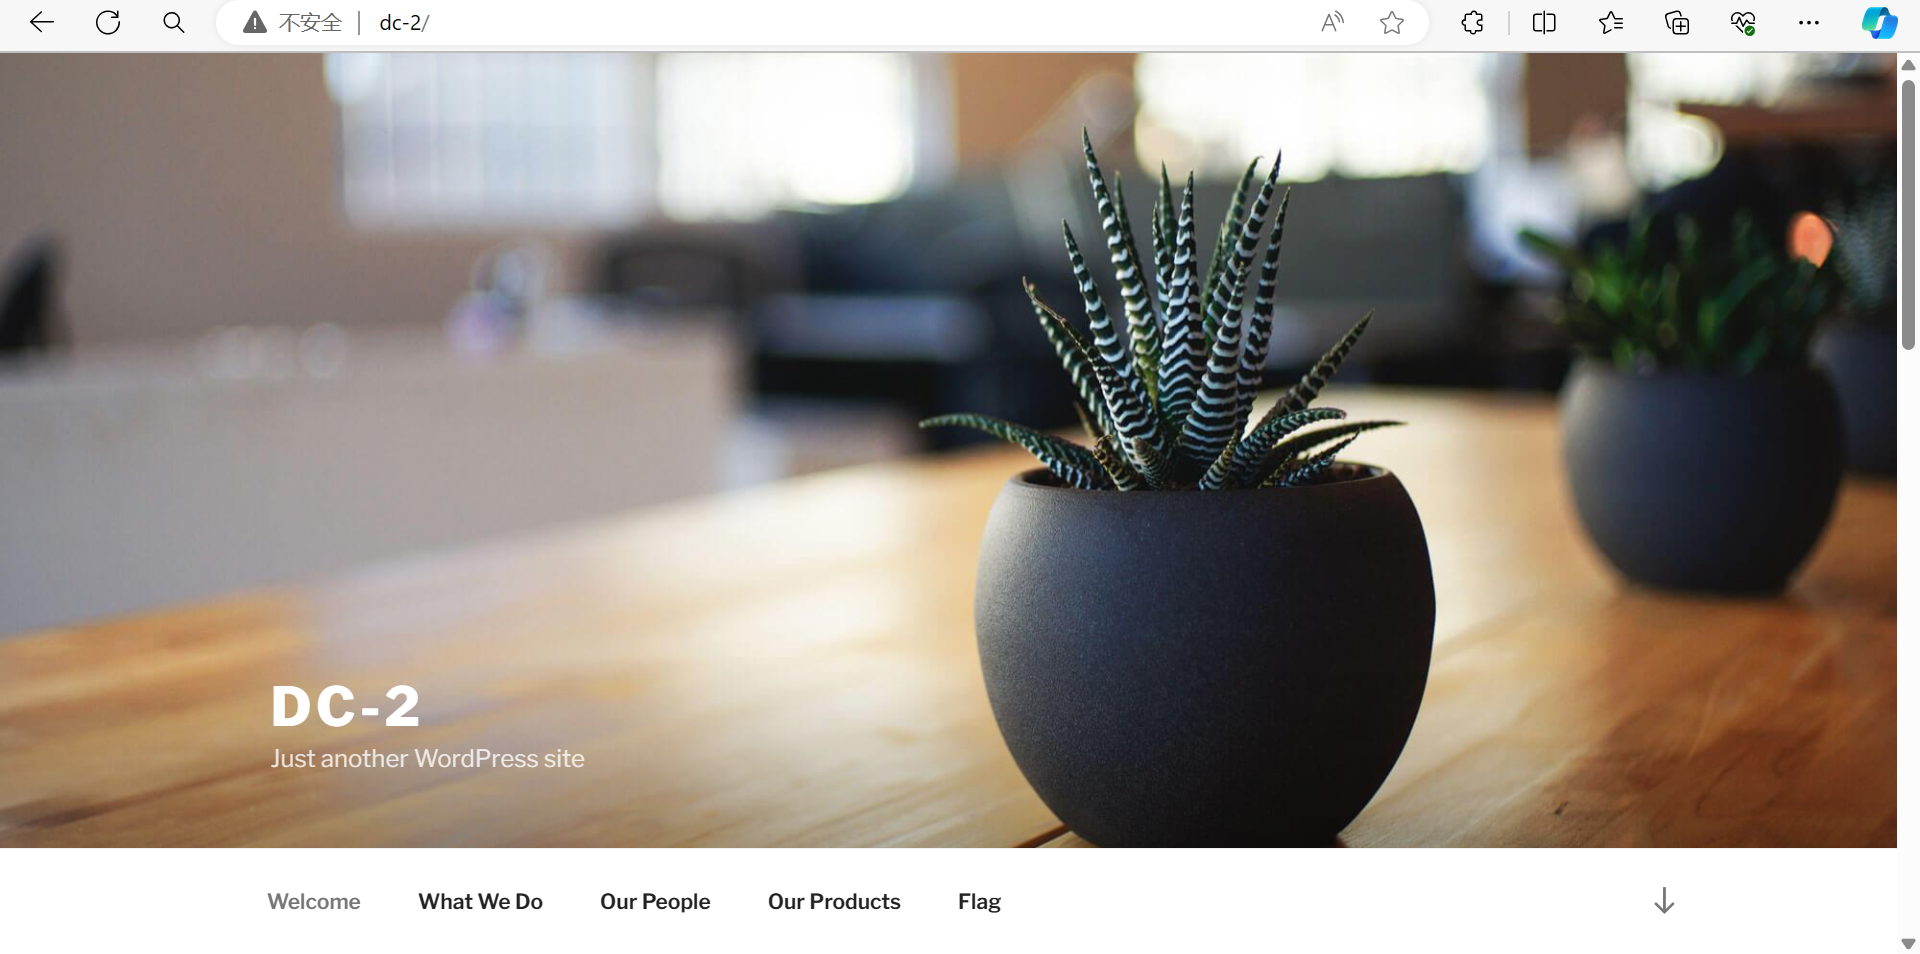 不安全 | dc-2/
DC-2
Just another WordPress site
Welcome What We Do Our People Our Products Flag